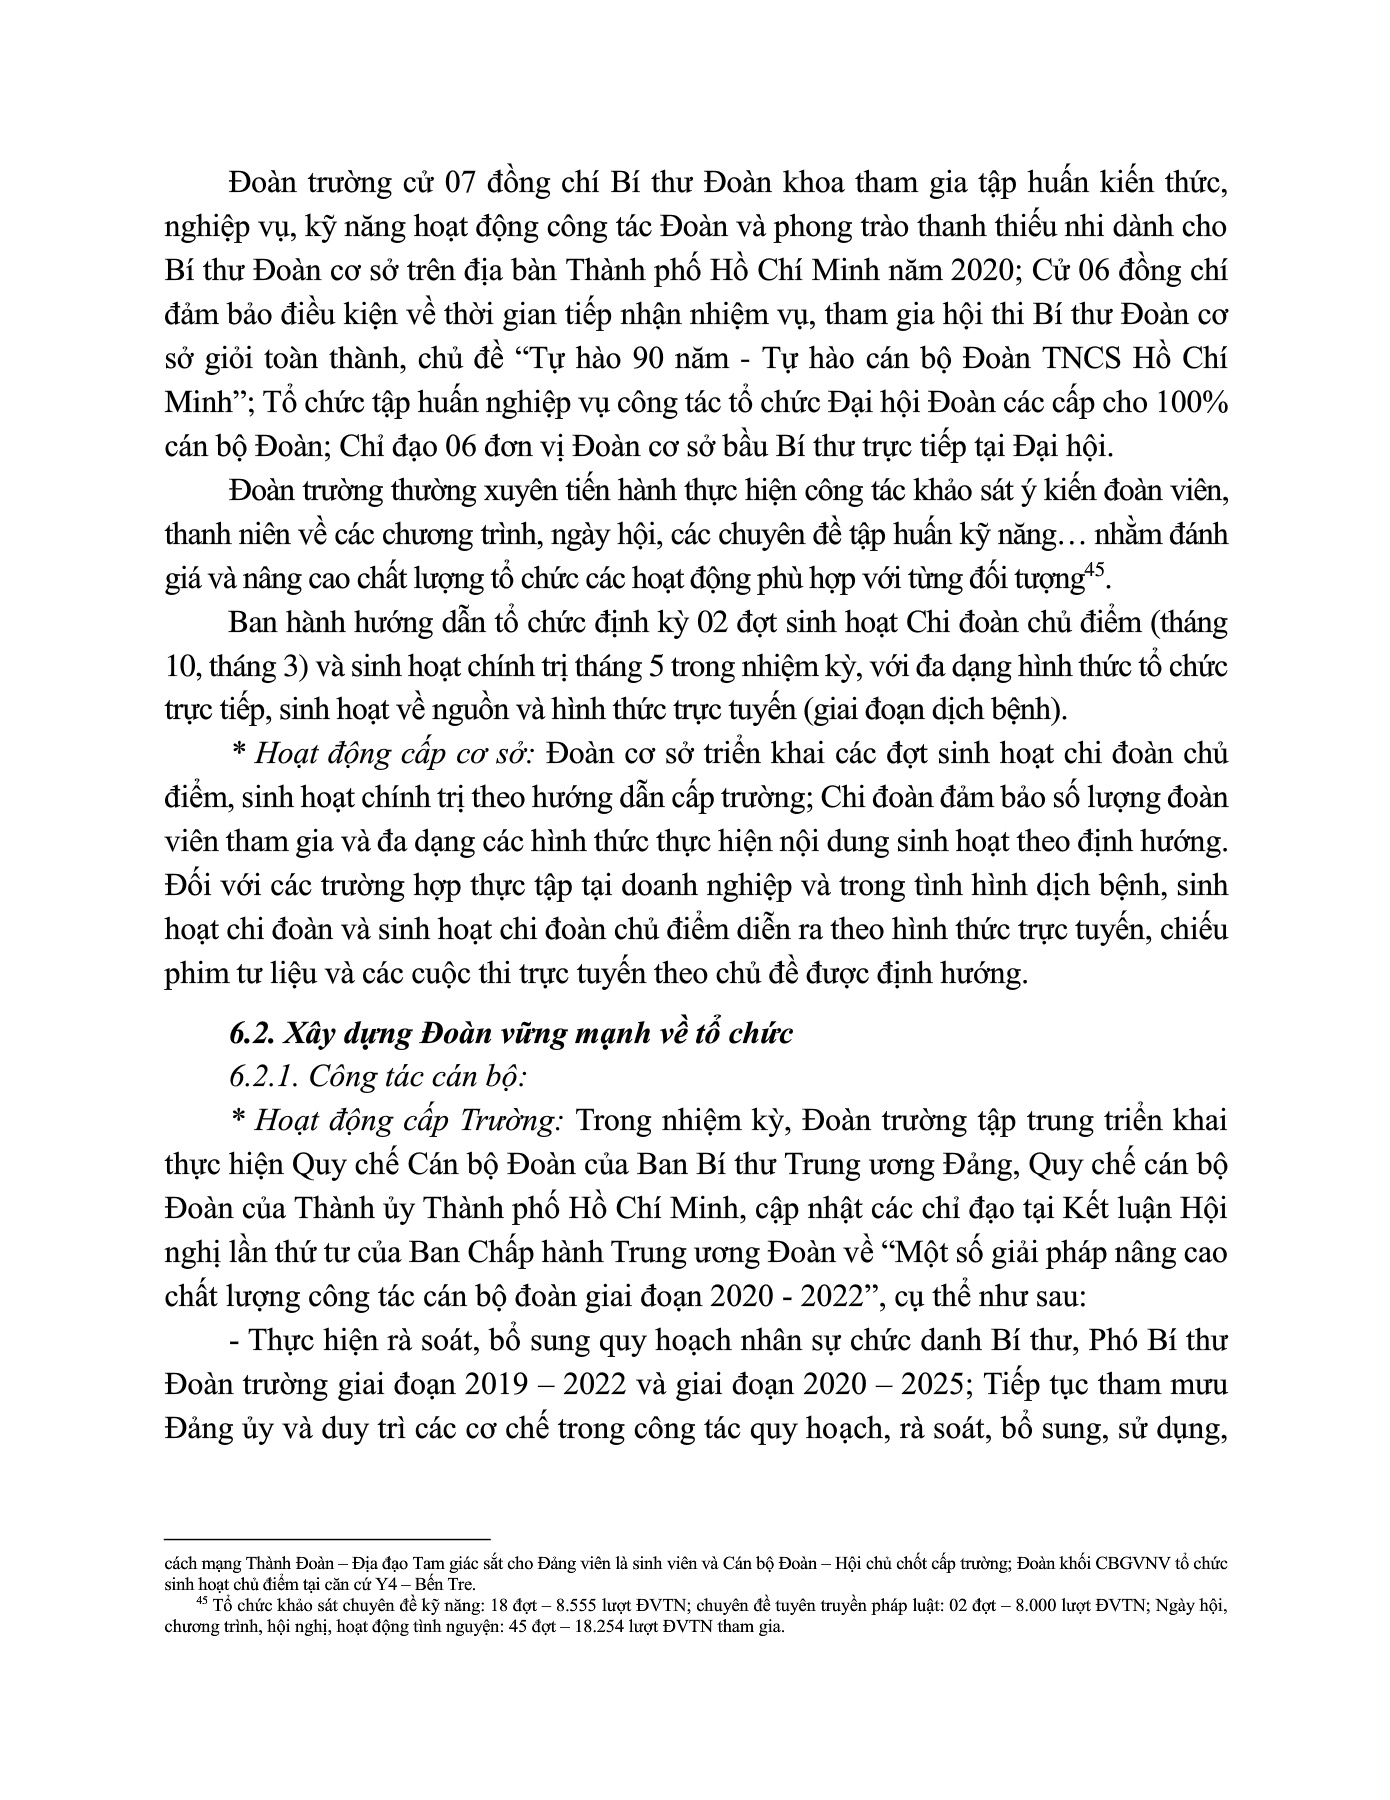 Đoàn trường cử 07 đồng chí Bí thư Đoàn khoa tham gia tập huấn kiến thức,
nghiệp vụ, kỹ năng hoạt động công tác Đoàn và phong trào thanh thiếu nhi dành cho
Bí thư Đoàn cơ sở trên địa bàn Thành phố Hồ Chí Minh năm 2020; Cử 06 đồng chí
đảm bảo điều kiện về thời gian tiếp nhận nhiệm vụ, tham gia hội thi Bí thư Đoàn cơ
sở giỏi toàn thành, chủ đề “Tự hào 90 năm - Tự hào cán bộ Đoàn TNCS Hồ Chí
Minh”; Tổ chức tập huấn nghiệp vụ công tác tổ chức Đại hội Đoàn các cấp cho 100%
cán bộ Đoàn; Chỉ đạo 06 đơn vị Đoàn cơ sở bầu Bí thư trực tiếp tại Đại hội.
Đoàn trường thường xuyên tiến hành thực hiện công tác khảo sát ý kiến đoàn viên,
thanh niên về các chương trình, ngày hội, các chuyên đề tập huấn kỹ năng… nhằm đánh
giá và nâng cao chất lượng tổ chức các hoạt động phù hợp với từng đối tượng45.
Ban hành hướng dẫn tổ chức định kỳ 02 đợt sinh hoạt Chi đoàn chủ điểm (tháng
10, tháng 3) và sinh hoạt chính trị tháng 5 trong nhiệm kỳ, với đa dạng hình thức tổ chức
trực tiếp, sinh hoạt về nguồn và hình thức trực tuyến (giai đoạn dịch bệnh).
* Hoạt động cấp cơ sở: Đoàn cơ sở triển khai các đợt sinh hoạt chi đoàn chủ
điểm, sinh hoạt chính trị theo hướng dẫn cấp trường; Chi đoàn đảm bảo số lượng đoàn
viên tham gia và đa dạng các hình thức thực hiện nội dung sinh hoạt theo định hướng.
Đối với các trường hợp thực tập tại doanh nghiệp và trong tình hình dịch bệnh, sinh
hoạt chi đoàn và sinh hoạt chi đoàn chủ điểm diễn ra theo hình thức trực tuyến, chiếu
phim tư liệu và các cuộc thi trực tuyến theo chủ đề được định hướng.
6.2. Xây dựng Đoàn vững mạnh về tổ chức
6.2.1. Công tác cán bộ:
* Hoạt động cấp Trường: Trong nhiệm kỳ, Đoàn trường tập trung triển khai
thực hiện Quy chế Cán bộ Đoàn của Ban Bí thư Trung ương Đảng, Quy chế cán bộ
Đoàn của Thành ủy Thành phố Hồ Chí Minh, cập nhật các chỉ đạo tại Kết luận Hội
nghị lần thứ tư của Ban Chấp hành Trung ương Đoàn về “Một số giải pháp nâng cao
chất lượng công tác cán bộ đoàn giai đoạn 2020 - 2022”, cụ thể như sau:
- Thực hiện rà soát, bổ sung quy hoạch nhân sự chức danh Bí thư, Phó Bí thư
Đoàn trường giai đoạn 2019 – 2022 và giai đoạn 2020 – 2025; Tiếp tục tham mưu
Đảng ủy và duy trì các cơ chế trong công tác quy hoạch, rà soát, bổ sung, sử dụng,
cách mạng Thành Đoàn – Địa đạo Tam giác sắt cho Đảng viên là sinh viên và Cán bộ Đoàn – Hội chủ chốt cấp trường; Đoàn khối CBGVNV tổ chức
sinh hoạt chủ điểm tại căn cứ Y4 – Bến Tre.
45 Tổ chức khảo sát chuyên đề kỹ năng: 18 đợt – 8.555 lượt ĐVTN; chuyên đề tuyên truyền pháp luật: 02 đợt – 8.000 lượt ĐVTN; Ngày hội,
chương trình, hội nghị, hoạt động tình nguyện: 45 đợt – 18.254 lượt ĐVTN tham gia.